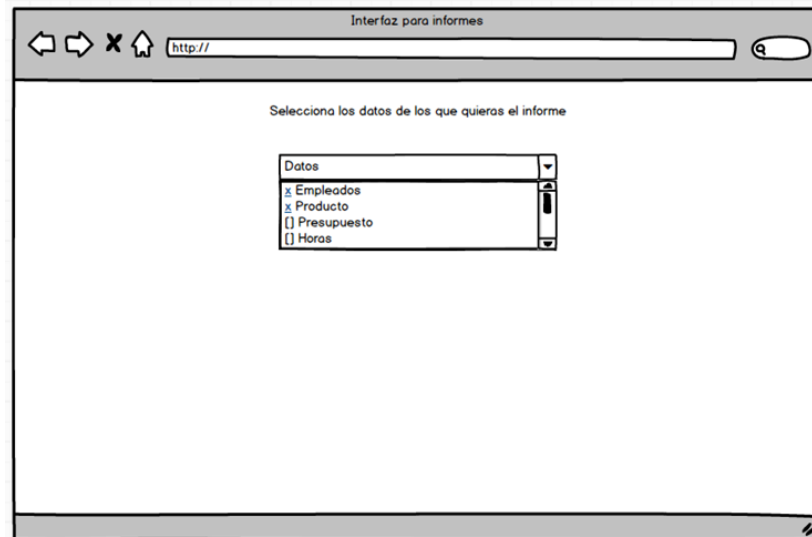 Interfaz para informes
http://
Selecciona los datos de los que quieras el informe
Datos
x Empleados
x Producto
[] Presupuesto
[] Horas